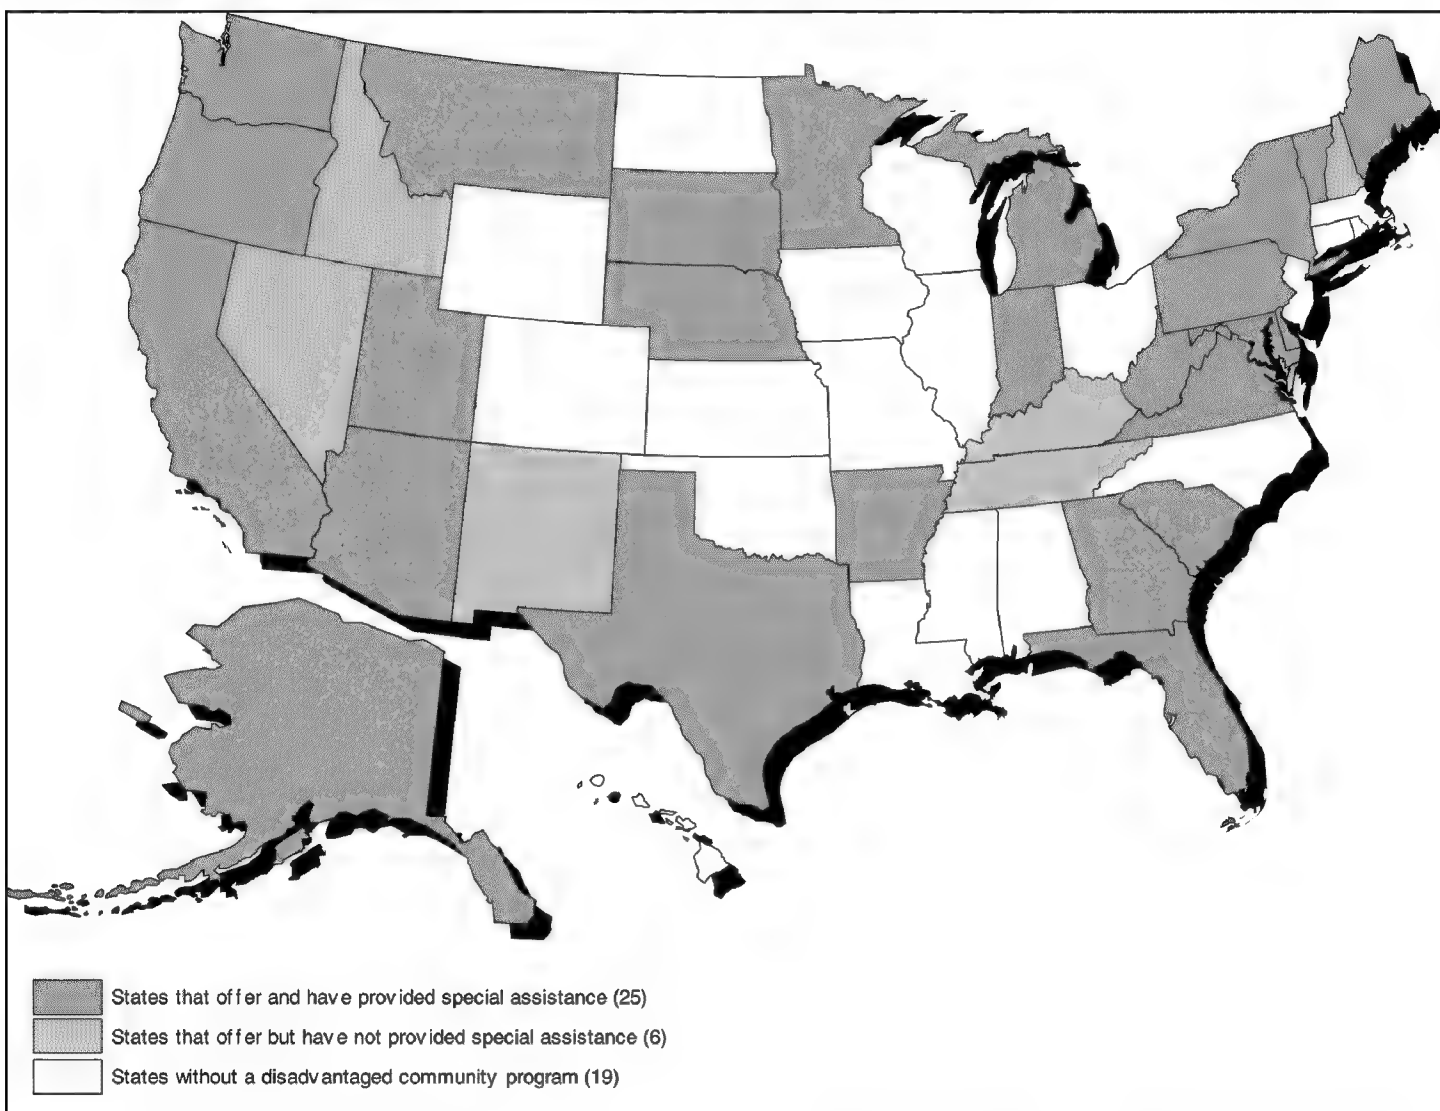 States that offer and have provided special assistance (25)
States that offer but have not provided special assistance (6)
States without a disadvantaged community program (19)